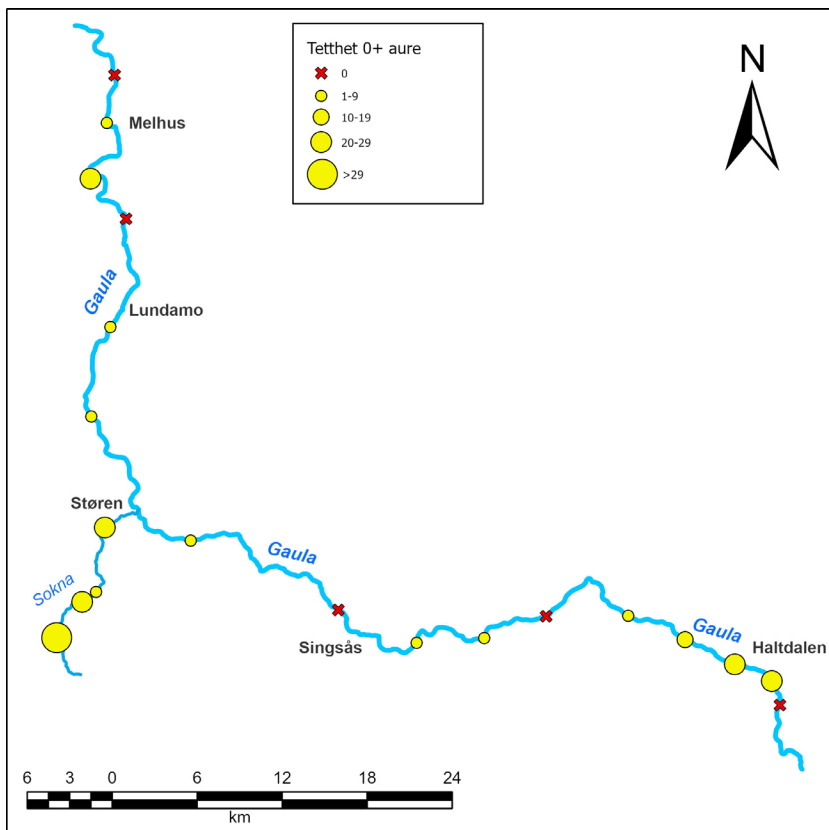 Tetthet 0+ aure
0
1-9
10-19
20-29
>29
N
Melhus
Gaula
Lundamo
Støren
Gaula
Sokna
Singsås
Gaula
Haltdalen
6 3 0 6 12 18 24
km